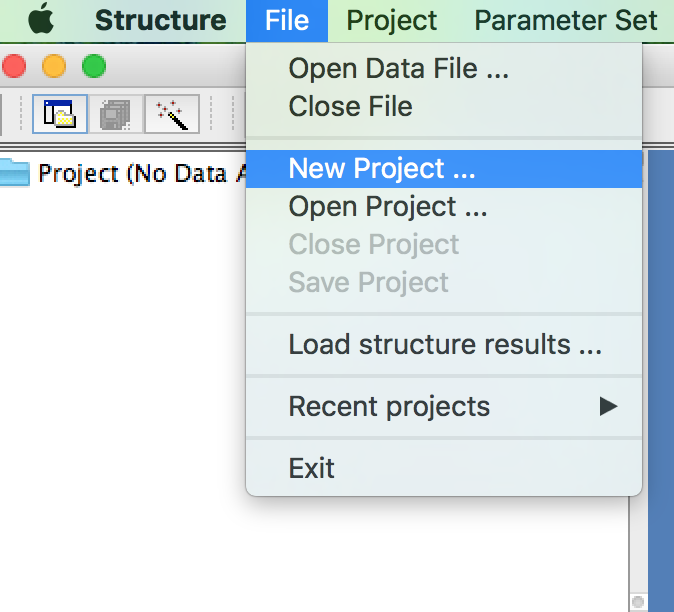 Structure File Project Parameter Set
Open Data File ...
Close File
Project (No Data
New Project ...
Open Project ...
Close Project
Save Project
Load structure results ...
Recent projects
Exit